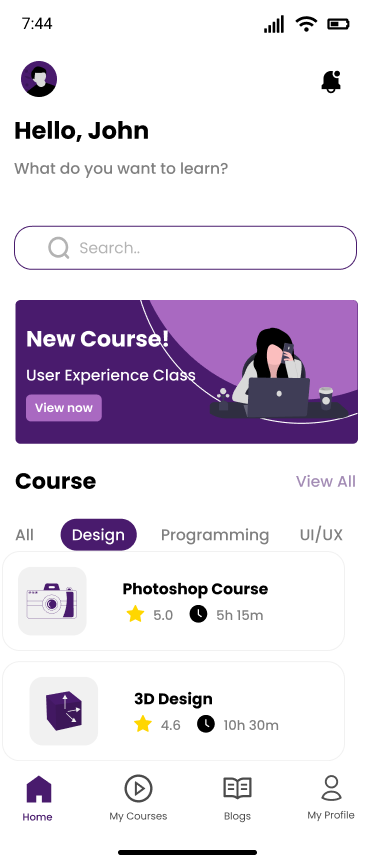 7:44
Hello, John
What do you want to learn?
Search..
New Course!
User Experience Class
View now
Course View All
All Design Programming UI/UX
Photoshop Course
5.0 5h 15m
3D Design
4.6 10h 30m
Home My Courses Blogs My Profile